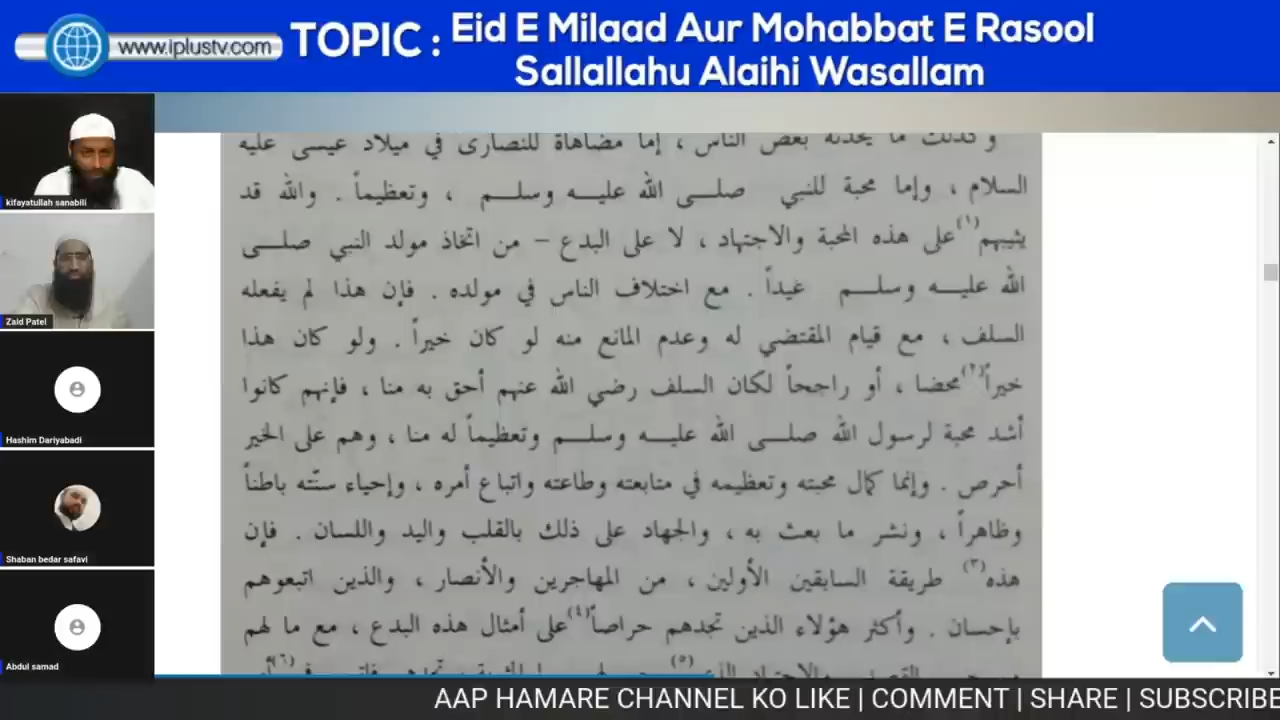 www.iplustv.com
TOPIC : Eid E Milaad Aur Mohabbat E Rasool
Sallallahu Alaihi Wasallam
kifayatullah sanabili
Zaid Patel
Hashim Dariyabadi
Shaban bedar safavi
Abdul samad
وكذلك ما يحدثه بعض الناس ، إما مضاهاة للنصارى في ميلاد عيسى عليه
السلام ، وإما محبة للنبي صلى الله عليه وسلم ، وتعظيماً . والله قد
يثيبهم(١) على هذه المحبة والاجتهاد ، لا على البدع – من اتخاذ مولد النبي صلى
الله عليه وسلم عيداً . مع اختلاف الناس في مولده . فإن هذا لم يفعله
السلف ، مع قيام المقتضي له وعدم المانع منه لو كان خيراً . ولو كان هذا
خيراً(٢) محضا ، أو راجحاً لكان السلف رضي الله عنهم أحق به منا ، فإنهم كانوا
أشد محبة لرسول الله صلى الله عليه وسلم وتعظيماً له منا ، وهم على الخير
أحرص . وإنما كمال محبته وتعظيمه في متابعته وطاعته واتباع أمره ، وإحياء سنّته باطناً
وظاهراً ، ونشر ما بعث به ، والجهاد على ذلك بالقلب واليد واللسان . فإن
هذه(٣) طريقة السابقين الأولين ، من المهاجرين والأنصار ، والذين اتبعوهم
بإحسان . وأكثر هؤلاء الذين تجدهم حراصاً(٤) على أمثال هذه البدع ، مع ما لهم
AAP HAMARE CHANNEL KO LIKE | COMMENT | SHARE | SUBSCRIBE